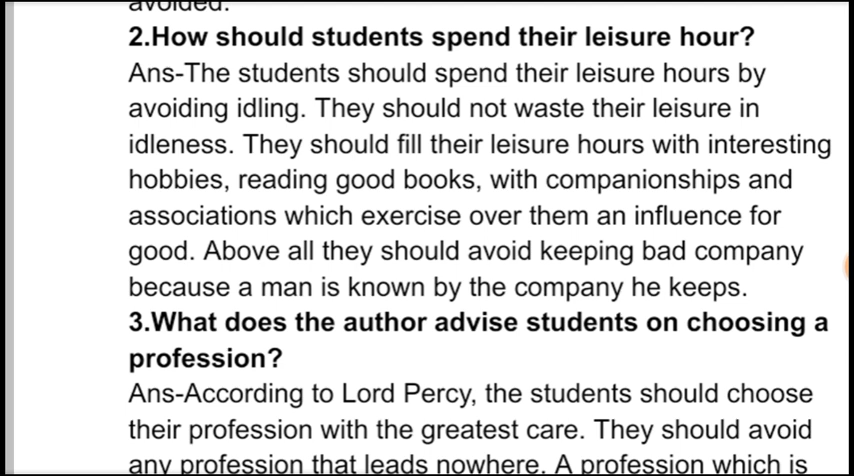 avoided.
2.How should students spend their leisure hour?
Ans-The students should spend their leisure hours by
avoiding idling. They should not waste their leisure in
idleness. They should fill their leisure hours with interesting
hobbies, reading good books, with companionships and
associations which exercise over them an influence for
good. Above all they should avoid keeping bad company
because a man is known by the company he keeps.
3.What does the author advise students on choosing a
profession?
Ans-According to Lord Percy, the students should choose
their profession with the greatest care. They should avoid
any profession that leads nowhere. A profession which is